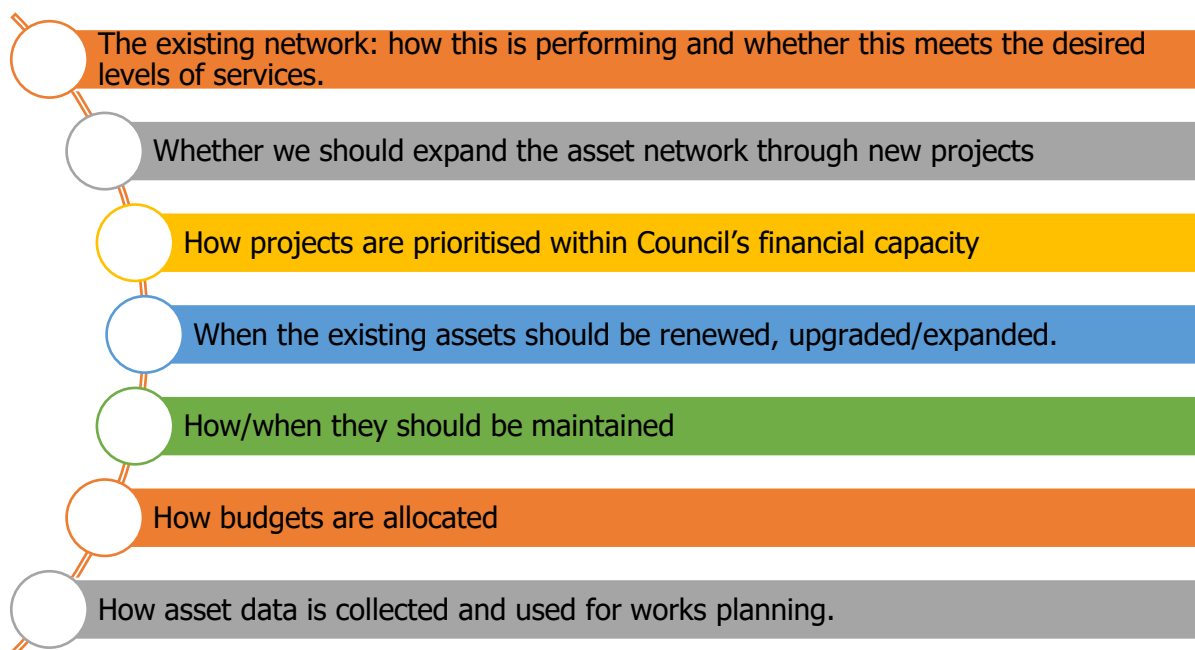 The existing network: how this is performing and whether this meets the desired
levels of services.
Whether we should expand the asset network through new projects
How projects are prioritised within Council’s financial capacity
When the existing assets should be renewed, upgraded/expanded.
How/when they should be maintained
How budgets are allocated
How asset data is collected and used for works planning.